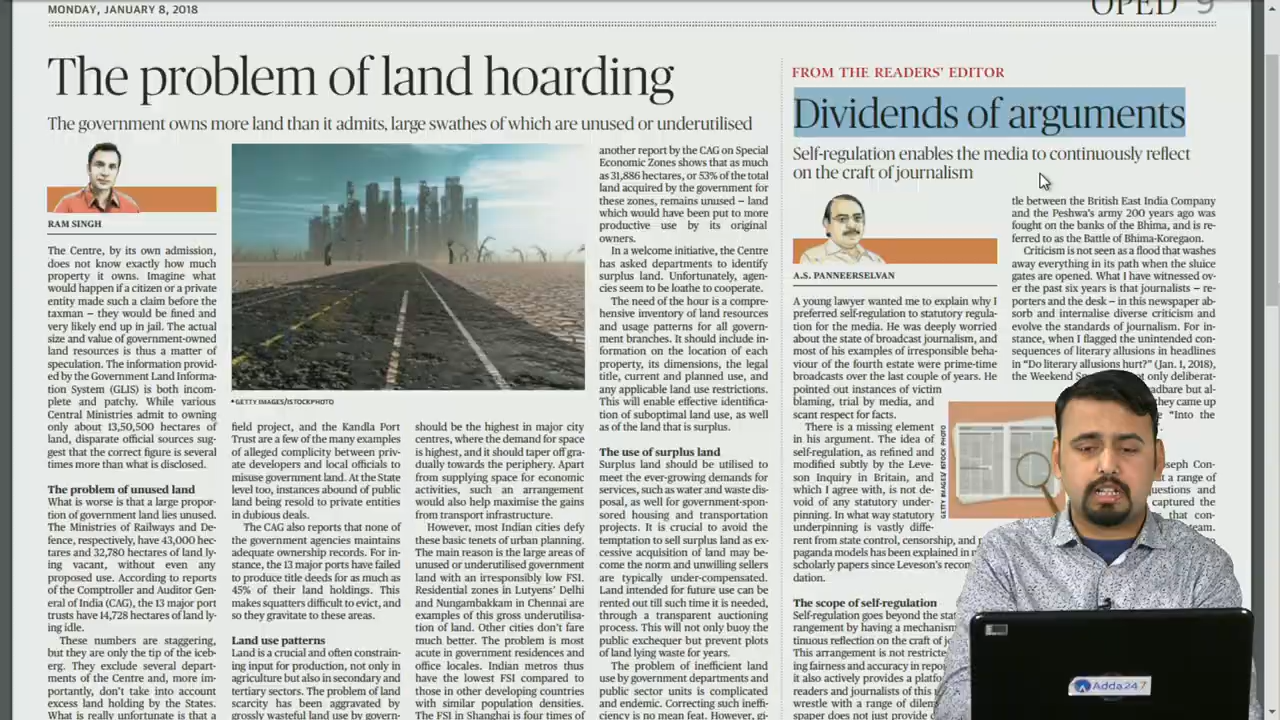 MONDAY, JANUARY 8, 2018
OPED
9
The problem of land hoarding
The government owns more land than it admits, large swathes of which are unused or underutilised
RAM SINGH
The Centre, by its own admission,
does not know exactly how much
property it owns. Imagine what
would happen if a citizen or a private
entity made such a claim before the
taxman – they would be fined and
very likely end up in jail. The actual
size and value of government-owned
land resources is thus a matter of
speculation. The information provid-
ed by the Government Land Informa-
tion System (GLIS) is both incom-
plete and patchy. While various
Central Ministries admit to owning
only about 13,50,500 hectares of
land, disparate official sources sug-
gest that the correct figure is several
times more than what is disclosed.
The problem of unused land
What is worse is that a large propor-
tion of government land lies unused.
The Ministries of Railways and De-
fence, respectively, have 43,000 hec-
tares and 32,780 hectares of land ly-
ing vacant, without even any
proposed use. According to reports
of the Comptroller and Auditor Gen-
eral of India (CAG), the 13 major port
trusts have 14,728 hectares of land ly-
ing idle.
These numbers are staggering,
but they are only the tip of the iceb-
erg. They exclude several depart-
ments of the Centre and, more im-
portantly, don't take into account
excess land holding by the States.
What is really unfortunate is that a
GETTY IMAGES/ISTOCKPHOTO
field project, and the Kandla Port
Trust are a few of the many examples
of alleged complicity between priv-
ate developers and local officials to
misuse government land. At the State
level too, instances abound of public
land being resold to private entities
in dubious deals.
The CAG also reports that none of
the government agencies maintains
adequate ownership records. For in-
stance, the 13 major ports have failed
to produce title deeds for as much as
45% of their land holdings. This
makes squatters difficult to evict, and
so they gravitate to these areas.
Land use patterns
Land is a crucial and often constrain-
ing input for production, not only in
agriculture but also in secondary and
tertiary sectors. The problem of land
scarcity has been aggravated by
grossly wasteful land use by govern-
should be the highest in major city
centres, where the demand for space
is highest, and it should taper off gra-
dually towards the periphery. Apart
from supplying space for economic
activities, such an arrangement
would also help maximise the gains
from transport infrastructure.
However, most Indian cities defy
these basic tenets of urban planning.
The main reason is the large areas of
unused or underutilised government
land with an irresponsibly low FSI.
Residential zones in Lutyens' Delhi
and Nungambakkam in Chennai are
examples of this gross underutilisa-
tion of land. Other cities don't fare
much better. The problem is most
acute in government residences and
office locales. Indian metros thus
have the lowest FSI compared to
those in other developing countries
with similar population densities.
The FSI in Shanghai is four times of
another report by the CAG on Special
Economic Zones shows that as much
as 31,886 hectares, or 53% of the total
land acquired by the government for
these zones, remains unused – land
which would have been put to more
productive use by its original
owners.
In a welcome initiative, the Centre
has asked departments to identify
surplus land. Unfortunately, agen-
cies seem to be loathe to cooperate.
The need of the hour is a compre-
hensive inventory of land resources
and usage patterns for all govern-
ment branches. It should include in-
formation on the location of each
property, its dimensions, the legal
title, current and planned use, and
any applicable land use restrictions.
This will enable effective identifica-
tion of suboptimal land use, as well
as of the land that is surplus.
The use of surplus land
Surplus land should be utilised to
meet the ever-growing demands for
services, such as water and waste dis-
posal, as well for government-spon-
sored housing and transportation
projects. It is crucial to avoid the
temptation to sell surplus land as ex-
cessive acquisition of land may be-
come the norm and unwilling sellers
are typically under-compensated.
Land intended for future use can be
rented out till such time it is needed,
through a transparent auctioning
process. This will not only buoy the
public exchequer but prevent plots
of land lying waste for years.
The problem of inefficient land
use by government departments and
public sector units is complicated
and endemic. Correcting such ineffi-
ciency is no mean feat. However, gi-
FROM THE READERS' EDITOR
Dividends of arguments
Self-regulation enables the media to continuously reflect
on the craft of journalism
A.S. PANNEERSELVAN
A young lawyer wanted me to explain why I
preferred self-regulation to statutory regula-
tion for the media. He was deeply worried
about the state of broadcast journalism, and
most of his examples of irresponsible beha-
viour of the fourth estate were prime-time
broadcasts over the last couple of years. He
pointed out instances of victim
blaming, trial by media, and
scant respect for facts.
There is a missing element
in his argument. The idea of
self-regulation, as refined and
modified subtly by the Leve-
son Inquiry in Britain, and
which I agree with, is not de-
void of any statutory under-
pinning. In what way statutory
underpinning is vastly diffe-
rent from state control, censorship, and
paganda models has been explained in
scholarly papers since Leveson's
dation.
The scope of self-regulation
Self-regulation goes beyond the
rangement by having a mechanism
tinuous reflection on the craft of
This arrangement is not
ing fairness and accuracy in
it also actively provides a
readers and journalists of this
wrestle with a range of
spaper does not just provide
GETTY IMAGES/ ISTOCK PHOTO
tle between the British East India Company
and the Peshwa's army 200 years ago was
fought on the banks of the Bhima, and is re-
ferred to as the Battle of Bhima-Koregaon.
Criticism is not seen as a flood that washes
away everything in its path when the sluice
gates are opened. What I have witnessed ov-
er the past six years is that journalists – re-
porters and the desk – in this newspaper ab-
sorb and internalise diverse criticism and
evolve the standards of journalism. For in-
stance, when I flagged the unintended con-
sequences of literary allusions in headlines
in "Do literary allusions hurt?" (Jan. 1, 2018),
the Weekend only deliberat-
but al-
they came up
"Into the
Con-
a range of
and
captured the
that con-
team.
Adda247